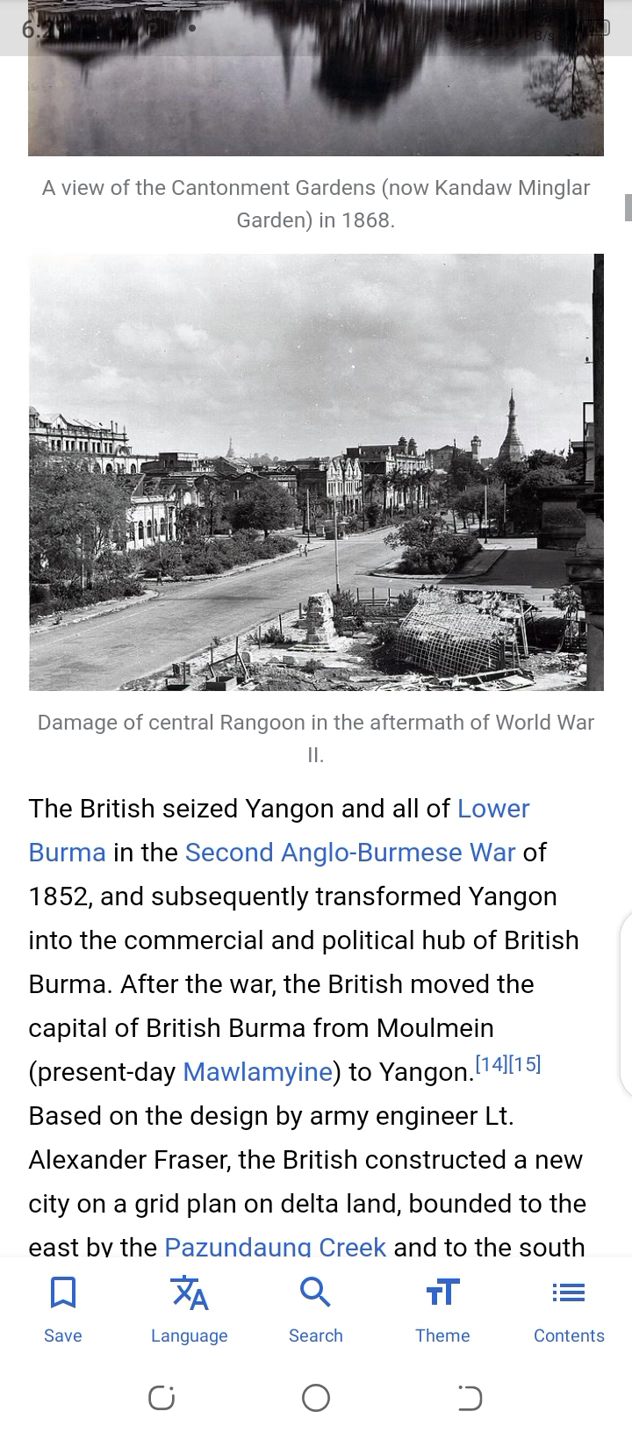 A view of the Cantonment Gardens (now Kandaw Minglar
Garden) in 1868.
Damage of central Rangoon in the aftermath of World War
II.
The British seized Yangon and all of Lower
Burma in the Second Anglo-Burmese War of
1852, and subsequently transformed Yangon
into the commercial and political hub of British
Burma. After the war, the British moved the
capital of British Burma from Moulmein
(present-day Mawlamyine) to Yangon.[14][15]
Based on the design by army engineer Lt.
Alexander Fraser, the British constructed a new
city on a grid plan on delta land, bounded to the
east by the Pazundaung Creek and to the south
Save Language Search Theme Contents